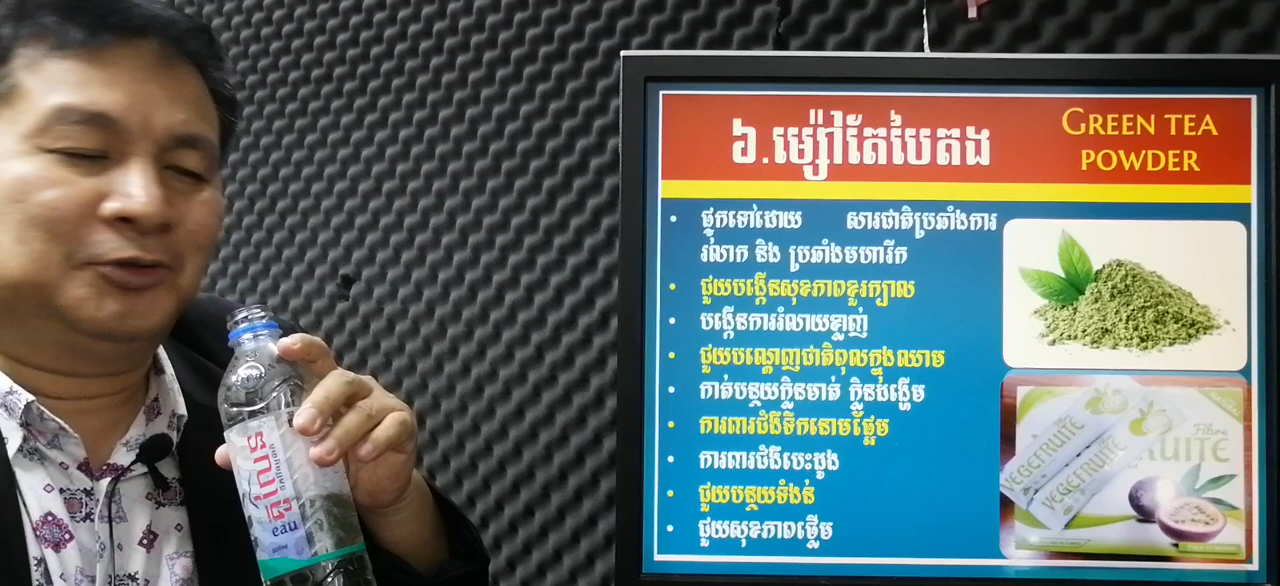 ៦.ម្សៅតែបៃតង
GREEN TEA
POWDER
• ផ្ទុកទៅដោយ សារជាតិប្រឆាំងការ
រលាក និង ប្រឆាំងមហារីក
• ជួយបង្កើនសុខភាពខួរក្បាល
• បង្កើនការរំលាយខ្លាញ់
• ជួយបណ្តេញជាតិពុលក្នុងឈាម
• កាត់បន្ថយក្លិនមាត់ ក្លិនដង្ហើម
• ការពារជំងឺទឹកនោមផ្អែម
• ការពារជំងឺបេះដូង
• ជួយបន្ថយទំងន់
• ជួយសុខភាពថ្លើម
VEGEFRUITE
VEGEFRUITE
Fibre
RUITE
eau